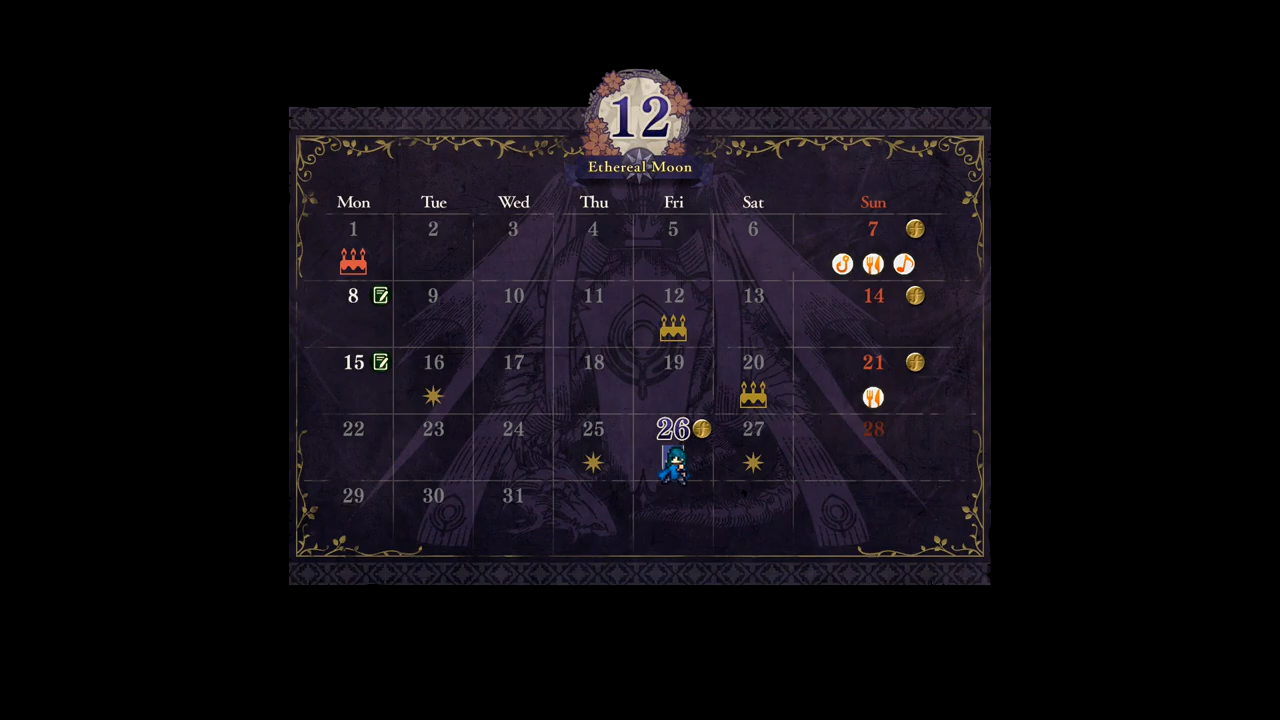 12
Ethereal Moon
Mon Tue Wed Thu Fri Sat Sun
1 2 3 4 5 6 7
8 9 10 11 12 13 14
15 16 17 18 19 20 21
22 23 24 25 26 27 28
29 30 31